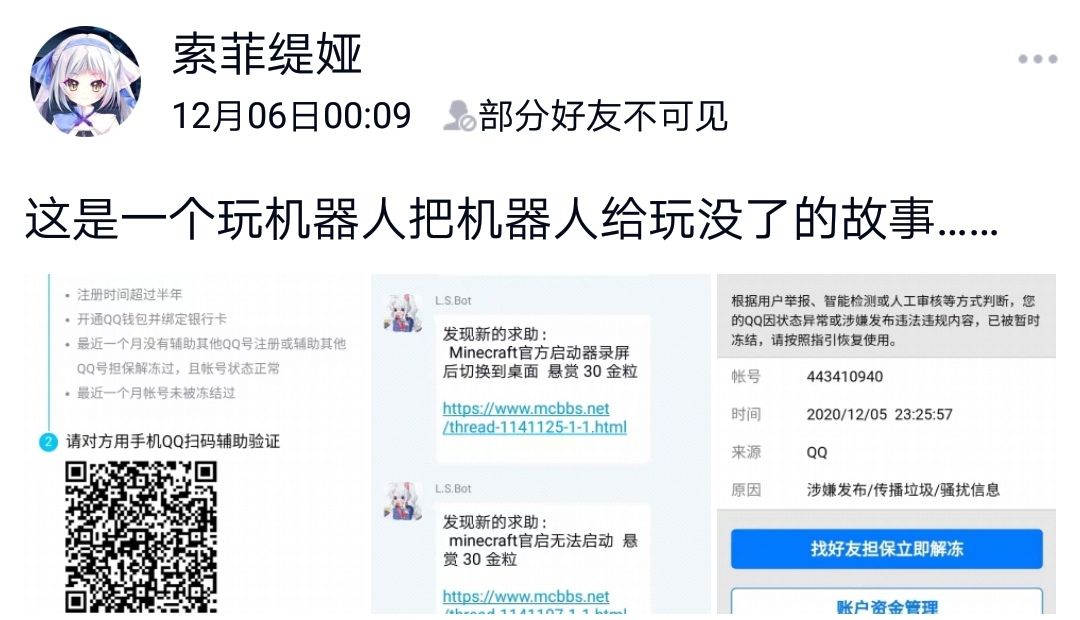 索菲缇娅
12月06日00:09 部分好友不可见
这是一个玩机器人把机器人给玩没了的故事……
• 注册时间超过半年
• 开通QQ钱包并绑定银行卡
• 最近一个月没有辅助其他QQ号注册或辅助其他
QQ号担保解冻过，且帐号状态正常
• 最近一个月帐号未被冻结过
2 请对方用手机QQ扫码辅助验证
L.S.Bot
发现新的求助：
Minecraft官方启动器录屏
后切换到桌面 悬赏 30 金粒
https://www.mcbbs.net
/thread-1141125-1-1.html
L.S.Bot
发现新的求助：
minecraft官启无法启动 悬
赏 30 金粒
https://www.mcbbs.net
/thread-1141107-1-1.html
根据用户举报、智能检测或人工审核等方式判断，您
的QQ因状态异常或涉嫌发布违法违规内容，已被暂时
冻结，请按照指引恢复使用。
帐号 443410940
时间 2020/12/05 23:25:57
来源 QQ
原因 涉嫌发布/传播垃圾/骚扰信息
找好友担保立即解冻
账户资金管理